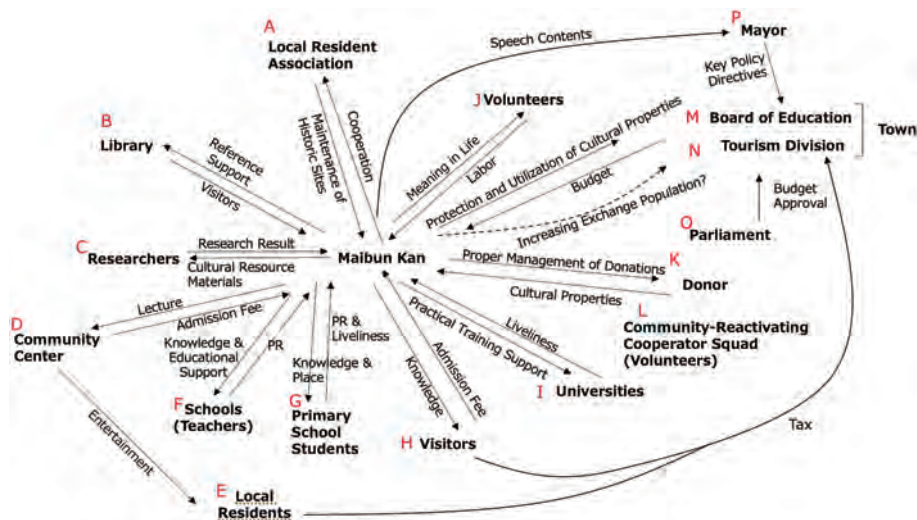 A
Local Resident
Association
P
Mayor
Speech Contents
Key Policy
Directives
B
Library
J
Volunteers
M
Board of Education
Town
N
Tourism Division
Reference
Support
Visitors
Maintenance of
Historic Sites
Cooperation
Meaning in Life
Labor
Protection and Utilization of Cultural Properties
Budget
Increasing Exchange Population?
Budget
Approval
O
Parliament
C
Researchers
Research Result
Cultural Resource
Materials
Maibun Kan
Proper Management of Donations
K
Donor
Cultural Properties
L
Community-Reactivating
Cooperator Squad
(Volunteers)
D
Community
Center
Lecture
Admission Fee
Knowledge &
Educational
Support
PR
PR &
Liveliness
Knowledge &
Place
Knowledge
Admission
Fee
Practical Training Support
Liveliness
I
Universities
F
Schools
(Teachers)
G
Primary
School
Students
H
Visitors
Tax
Entertainment
E
Local
Residents